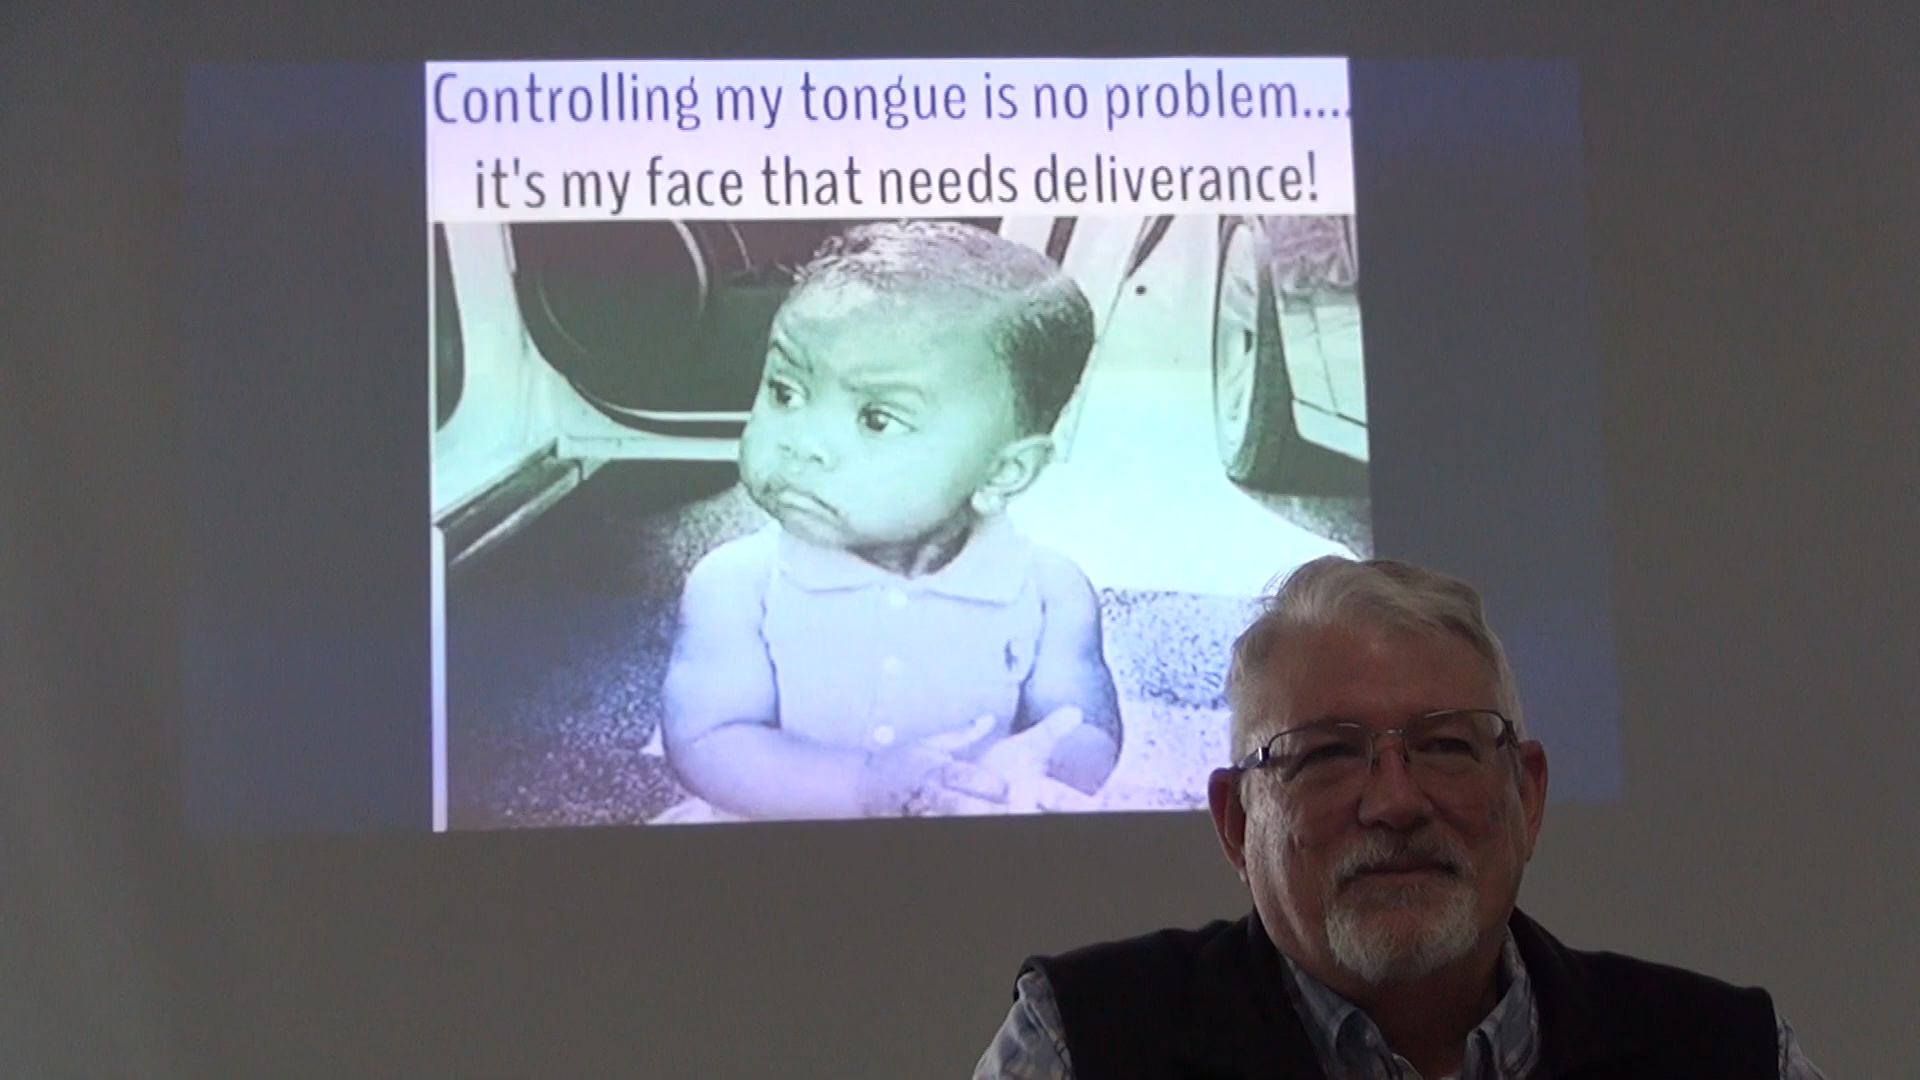 Controlling my tongue is no problem....
it's my face that needs deliverance!